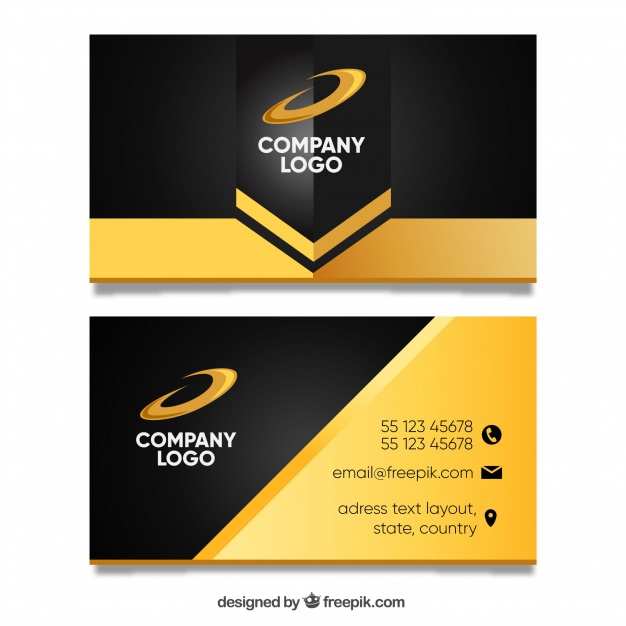 COMPANY
LOGO
COMPANY
LOGO
55 123 45678
55 123 45678
email@freepik.com
adress text layout,
state, country
designed by freepik.com